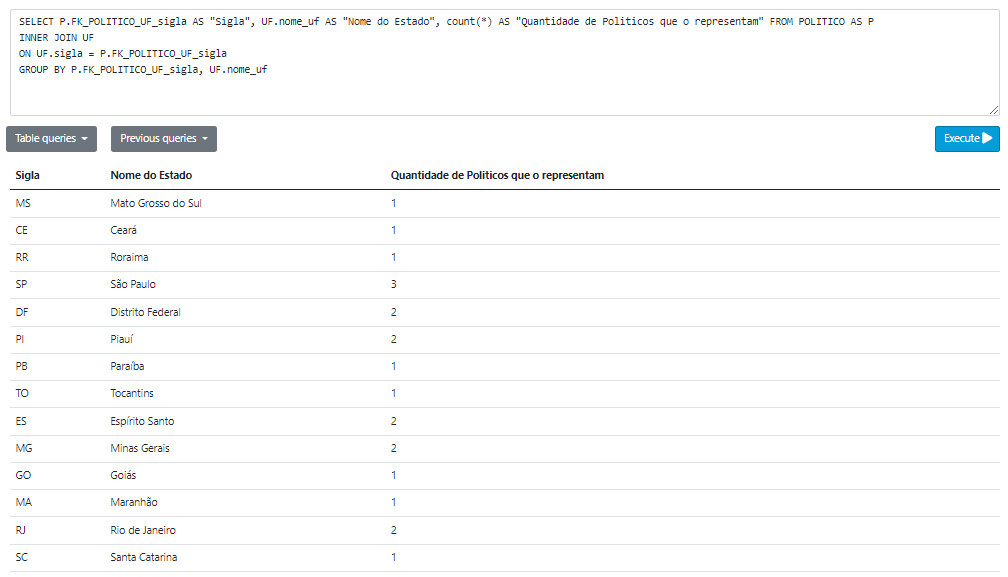 SELECT P.FK_POLITICO_UF_sigla AS "Sigla", UF.nome_uf AS "Nome do Estado", count(*) AS "Quantidade de Políticos que o representam" FROM POLITICO AS P
INNER JOIN UF
ON UF.sigla = P.FK_POLITICO_UF_sigla
GROUP BY P.FK_POLITICO_UF_sigla, UF.nome_uf
Table queries Previous queries Execute
Sigla Nome do Estado Quantidade de Políticos que o representam
MS Mato Grosso do Sul 1
CE Ceará 1
RR Roraima 1
SP São Paulo 3
DF Distrito Federal 2
PI Piauí 2
PB Paraíba 1
TO Tocantins 1
ES Espírito Santo 2
MG Minas Gerais 2
GO Goiás 1
MA Maranhão 1
RJ Rio de Janeiro 2
SC Santa Catarina 1